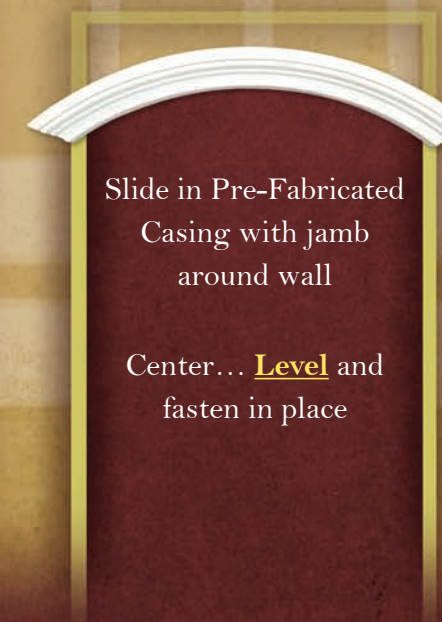 Slide in Pre-Fabricated
Casing with jamb
around wall
Center… Level and
fasten in place